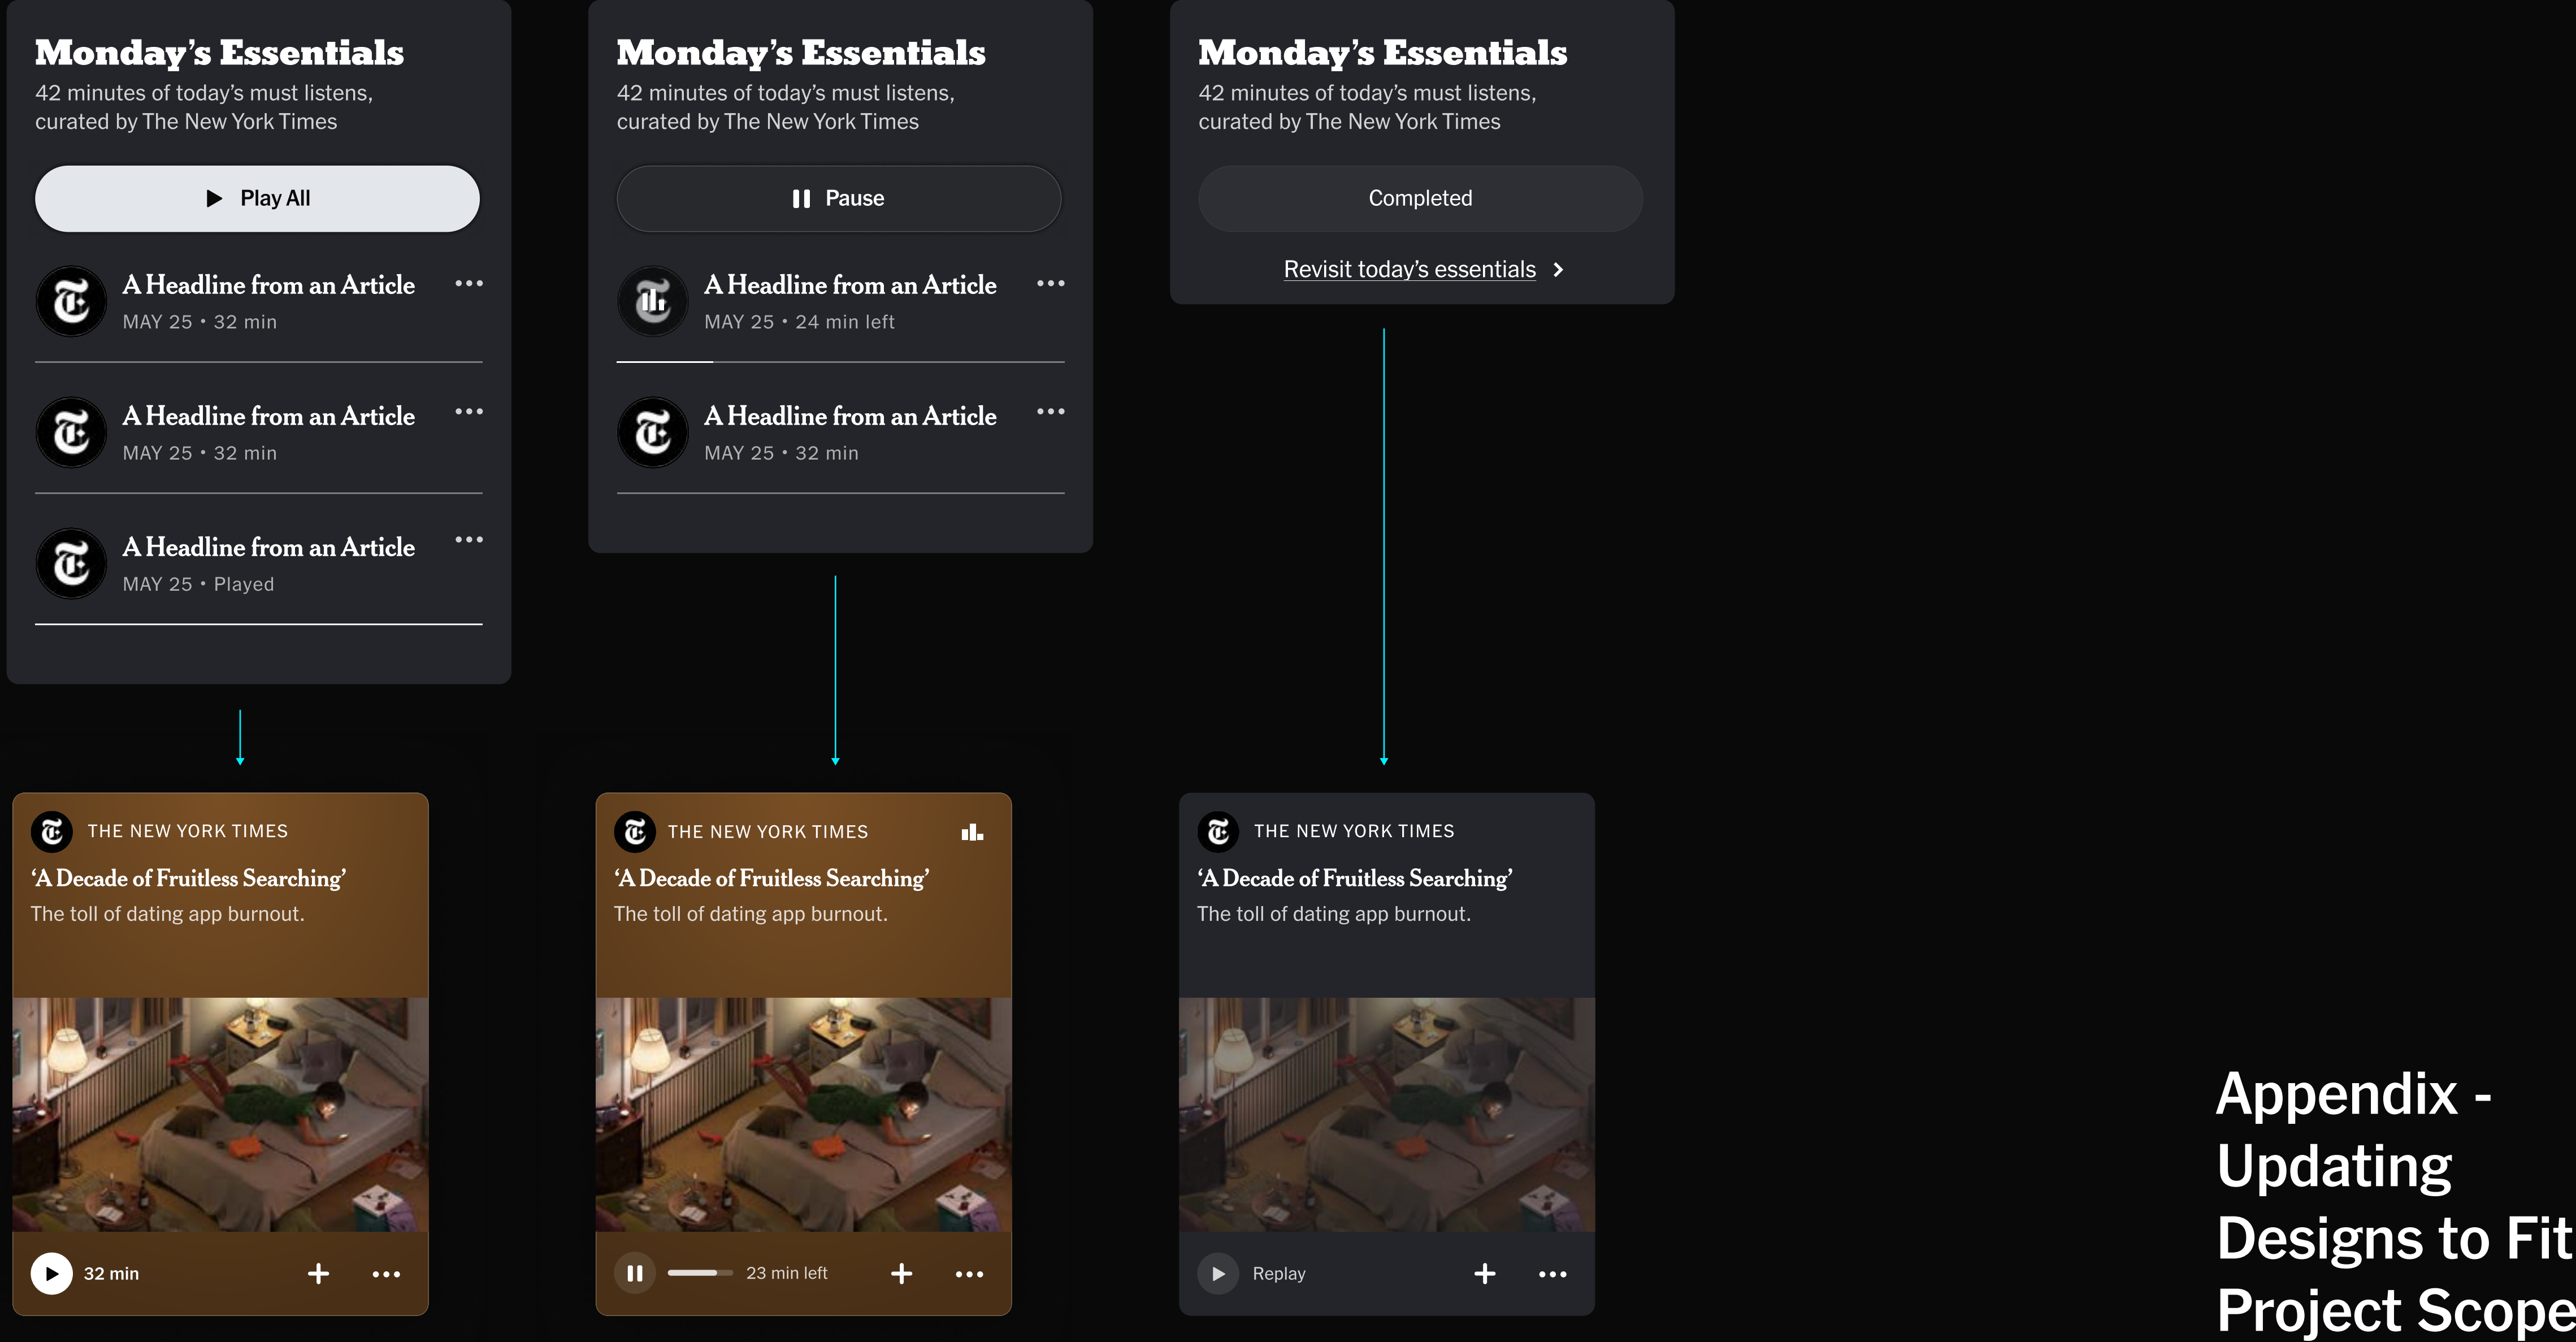 Monday’s Essentials
42 minutes of today’s must listens,
curated by The New York Times
Play All
A Headline from an Article
MAY 25 • 32 min
A Headline from an Article
MAY 25 • 32 min
A Headline from an Article
MAY 25 • Played
Monday’s Essentials
42 minutes of today’s must listens,
curated by The New York Times
Pause
A Headline from an Article
MAY 25 • 24 min left
A Headline from an Article
MAY 25 • 32 min
Monday’s Essentials
42 minutes of today’s must listens,
curated by The New York Times
Completed
Revisit today’s essentials
THE NEW YORK TIMES
‘A Decade of Fruitless Searching’
The toll of dating app burnout.
32 min
THE NEW YORK TIMES
‘A Decade of Fruitless Searching’
The toll of dating app burnout.
23 min left
THE NEW YORK TIMES
‘A Decade of Fruitless Searching’
The toll of dating app burnout.
Replay
Appendix -
Updating
Designs to Fit
Project Scope